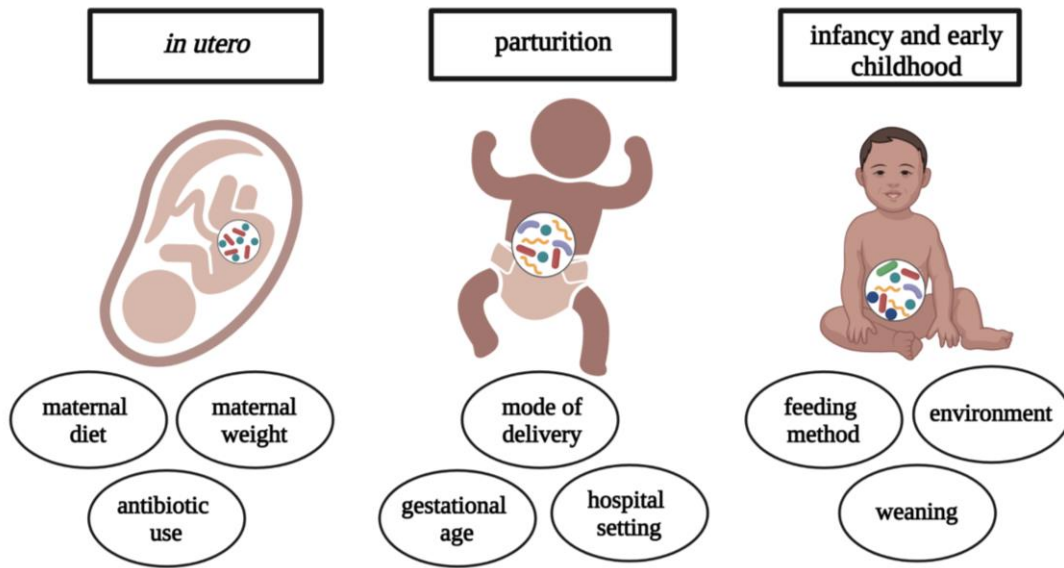 in utero
parturition
infancy and early
childhood
maternal
diet
maternal
weight
antibiotic
use
mode of
delivery
gestational
age
hospital
setting
feeding
method
environment
weaning